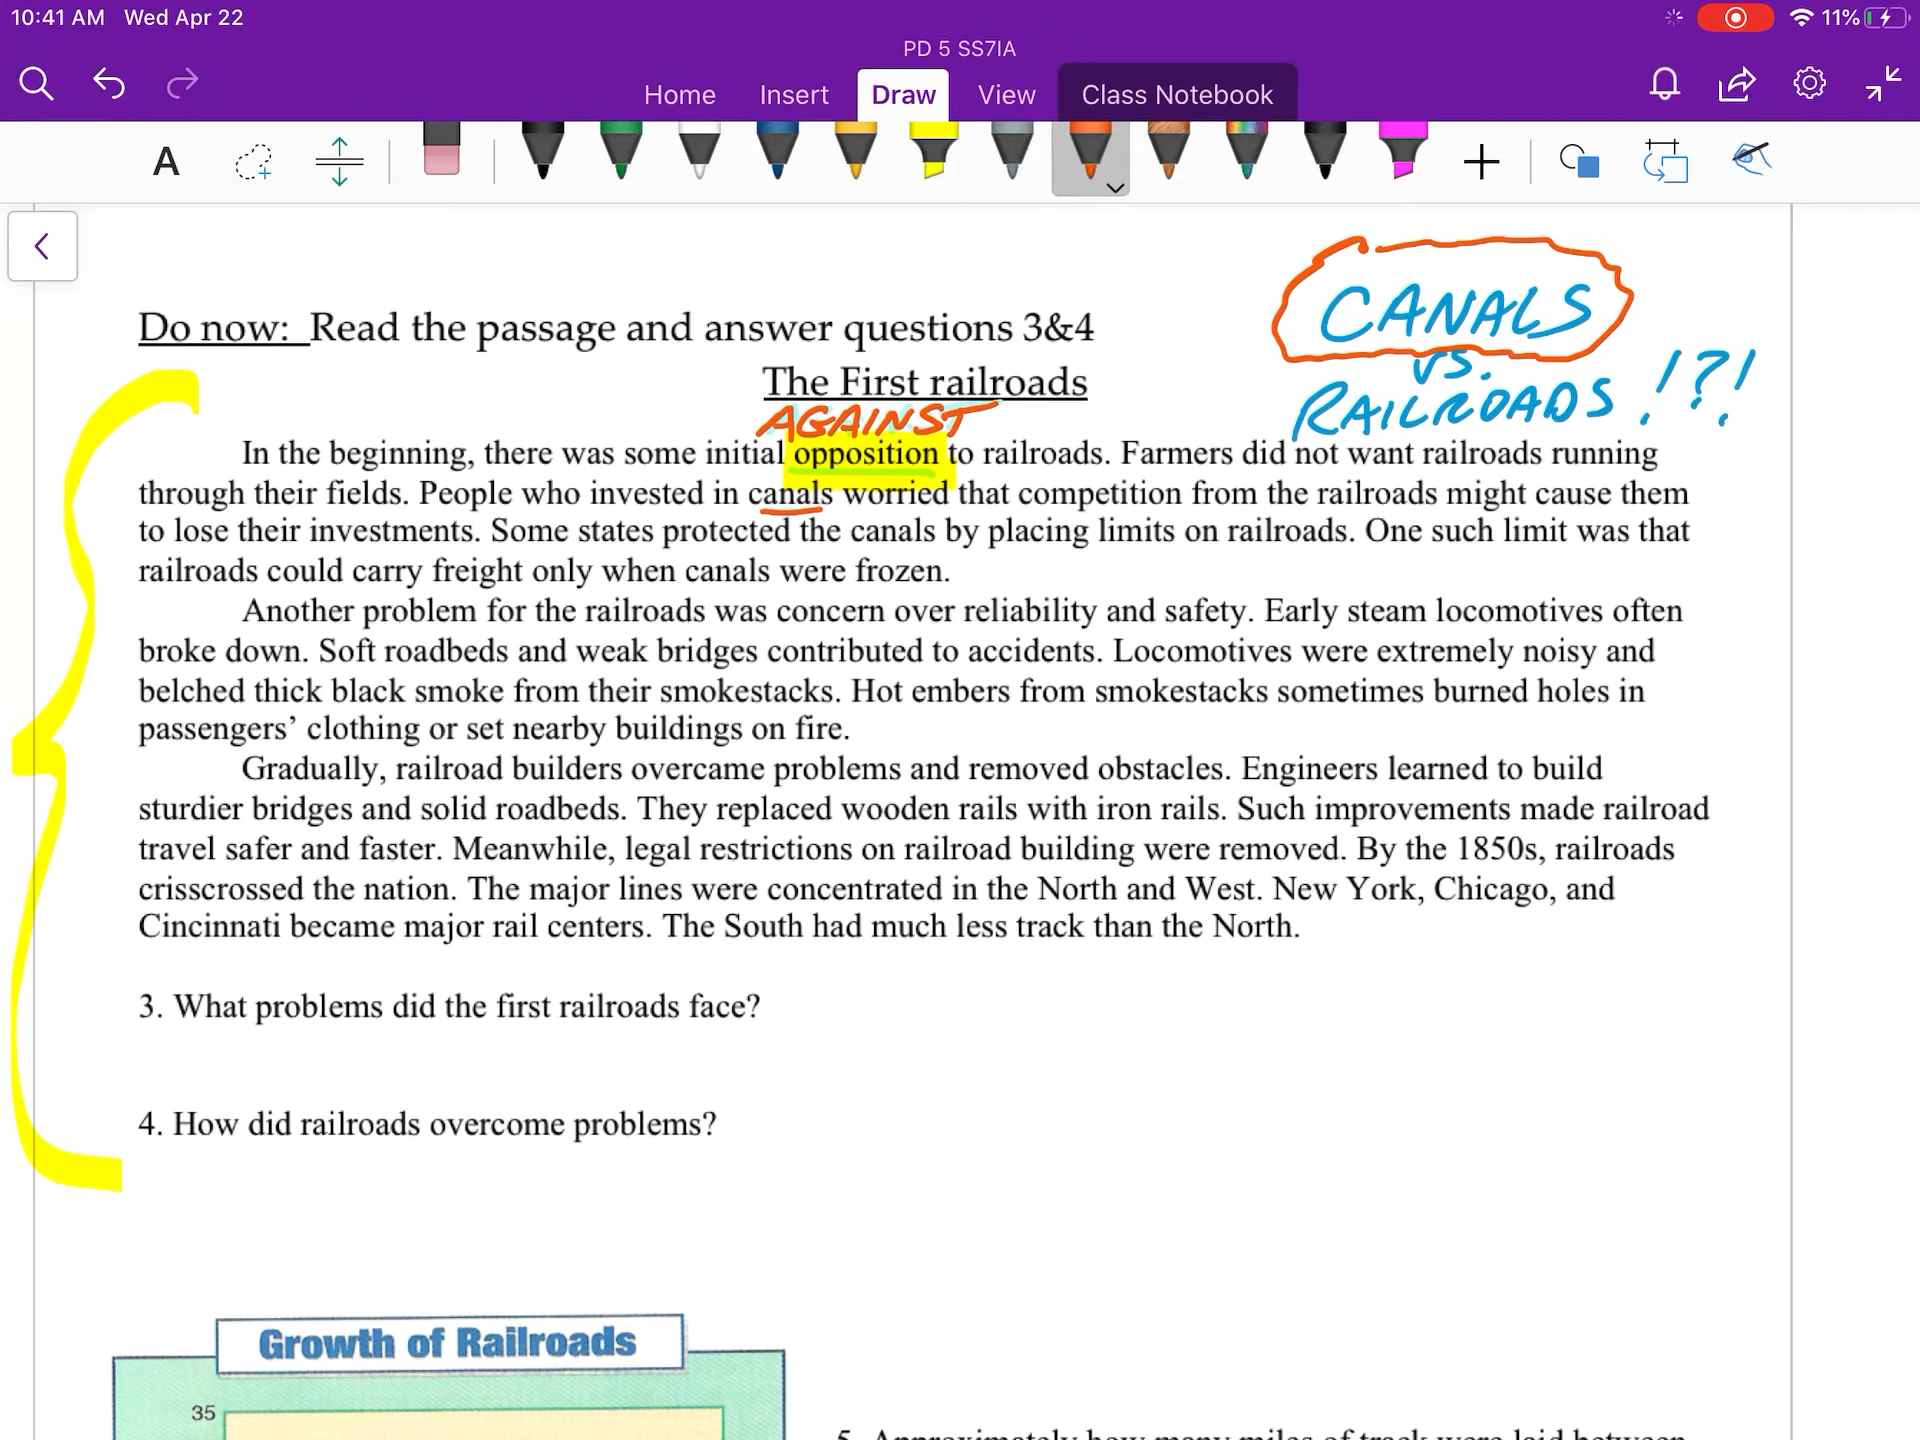 10:41 AM Wed Apr 22
11%
PD 5 SS7IA
Home Insert Draw View Class Notebook
A
CANALS
Do now: Read the passage and answer questions 3&4
VS.
RAILROADS !?!
The First railroads
AGAINST
In the beginning, there was some initial opposition to railroads. Farmers did not want railroads running
through their fields. People who invested in canals worried that competition from the railroads might cause them
to lose their investments. Some states protected the canals by placing limits on railroads. One such limit was that
railroads could carry freight only when canals were frozen.
Another problem for the railroads was concern over reliability and safety. Early steam locomotives often
broke down. Soft roadbeds and weak bridges contributed to accidents. Locomotives were extremely noisy and
belched thick black smoke from their smokestacks. Hot embers from smokestacks sometimes burned holes in
passengers’ clothing or set nearby buildings on fire.
Gradually, railroad builders overcame problems and removed obstacles. Engineers learned to build
sturdier bridges and solid roadbeds. They replaced wooden rails with iron rails. Such improvements made railroad
travel safer and faster. Meanwhile, legal restrictions on railroad building were removed. By the 1850s, railroads
crisscrossed the nation. The major lines were concentrated in the North and West. New York, Chicago, and
Cincinnati became major rail centers. The South had much less track than the North.
3. What problems did the first railroads face?
4. How did railroads overcome problems?
Growth of Railroads
35
5. Approximately how many miles of track were laid between